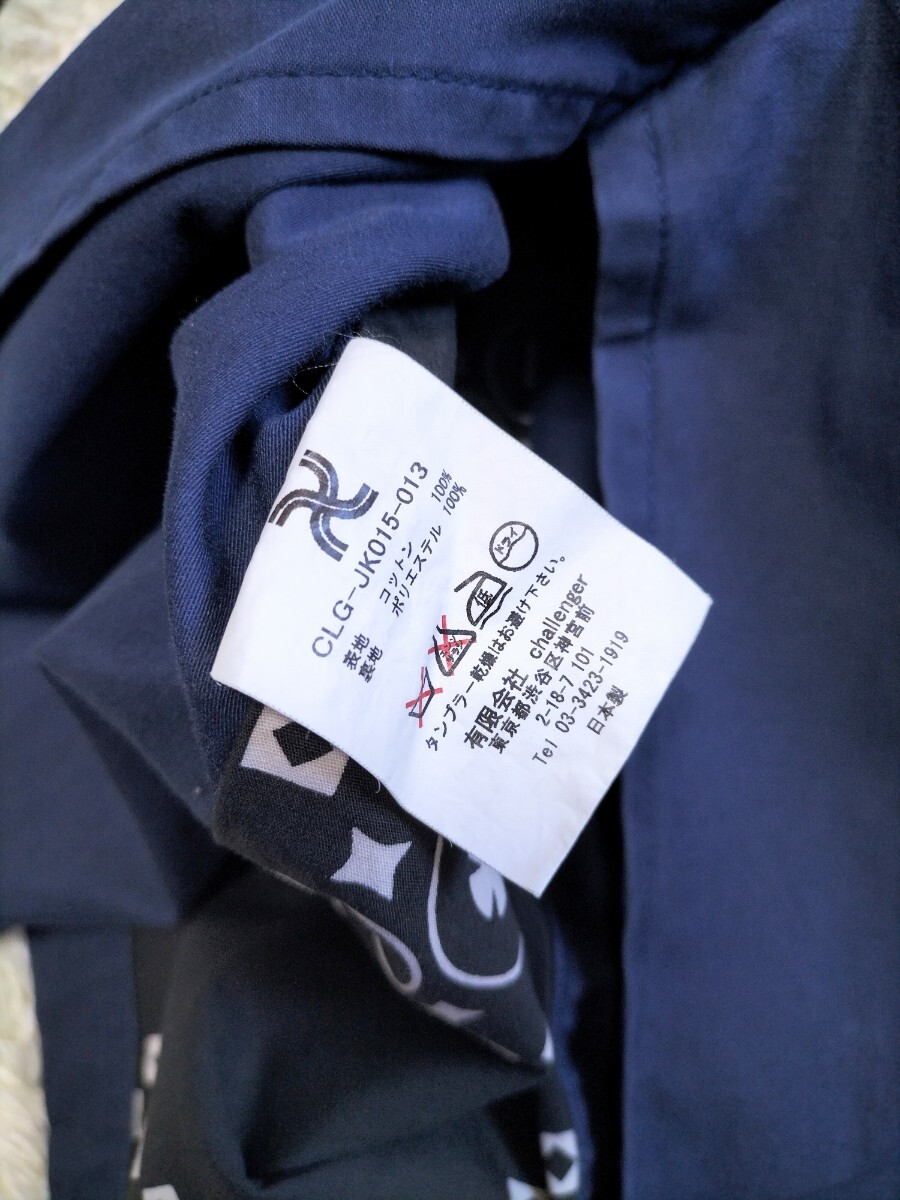 CLG-JK015-013
表地 コットン 100%
裏地 ポリエステル 100%
低 ドライ
タンブラー乾燥はお避け下さい。
有限会社 challenger
東京都渋谷区神宮前
2-18-7 101
Tel 03-3423-1919
日本製